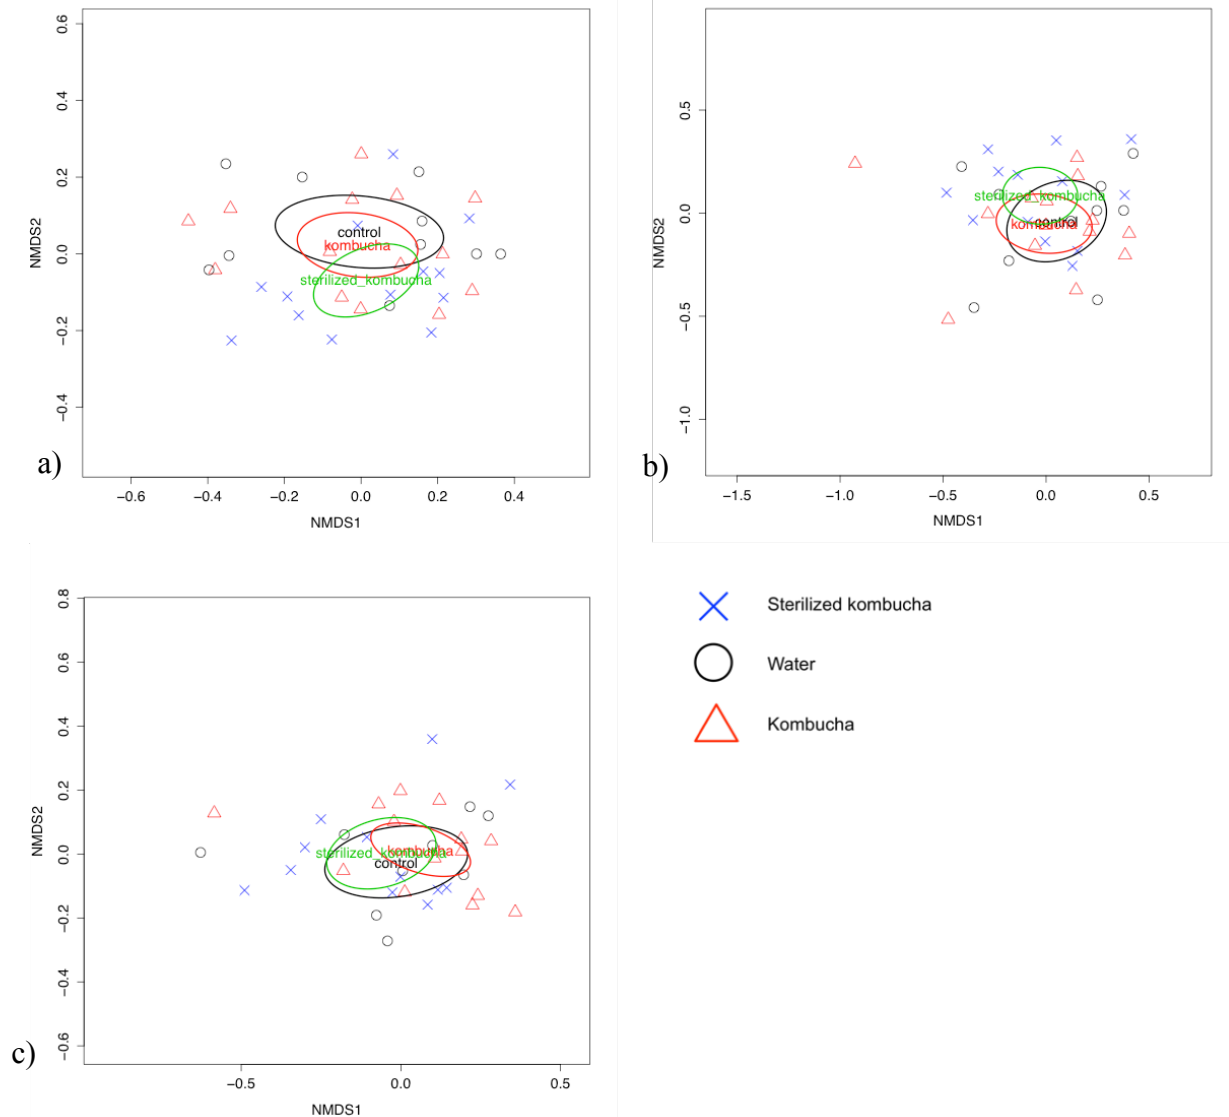 0.6
0.4
0.2
0.0
−0.2
−0.4
NMDS2
control
kombucha
sterilized_kombucha
a)
−0.6 −0.4 −0.2 0.0 0.2 0.4
NMDS1
0.5
0.0
−0.5
−1.0
NMDS2
sterilized_kombucha
control
kombucha
b)
−1.5 −1.0 −0.5 0.0 0.5
NMDS1
0.8
0.6
0.4
0.2
0.0
−0.2
−0.4
−0.6
NMDS2
kombucha
sterilized_kombucha
control
c)
−0.5 0.0 0.5
NMDS1
Sterilized kombucha
Water
Kombucha